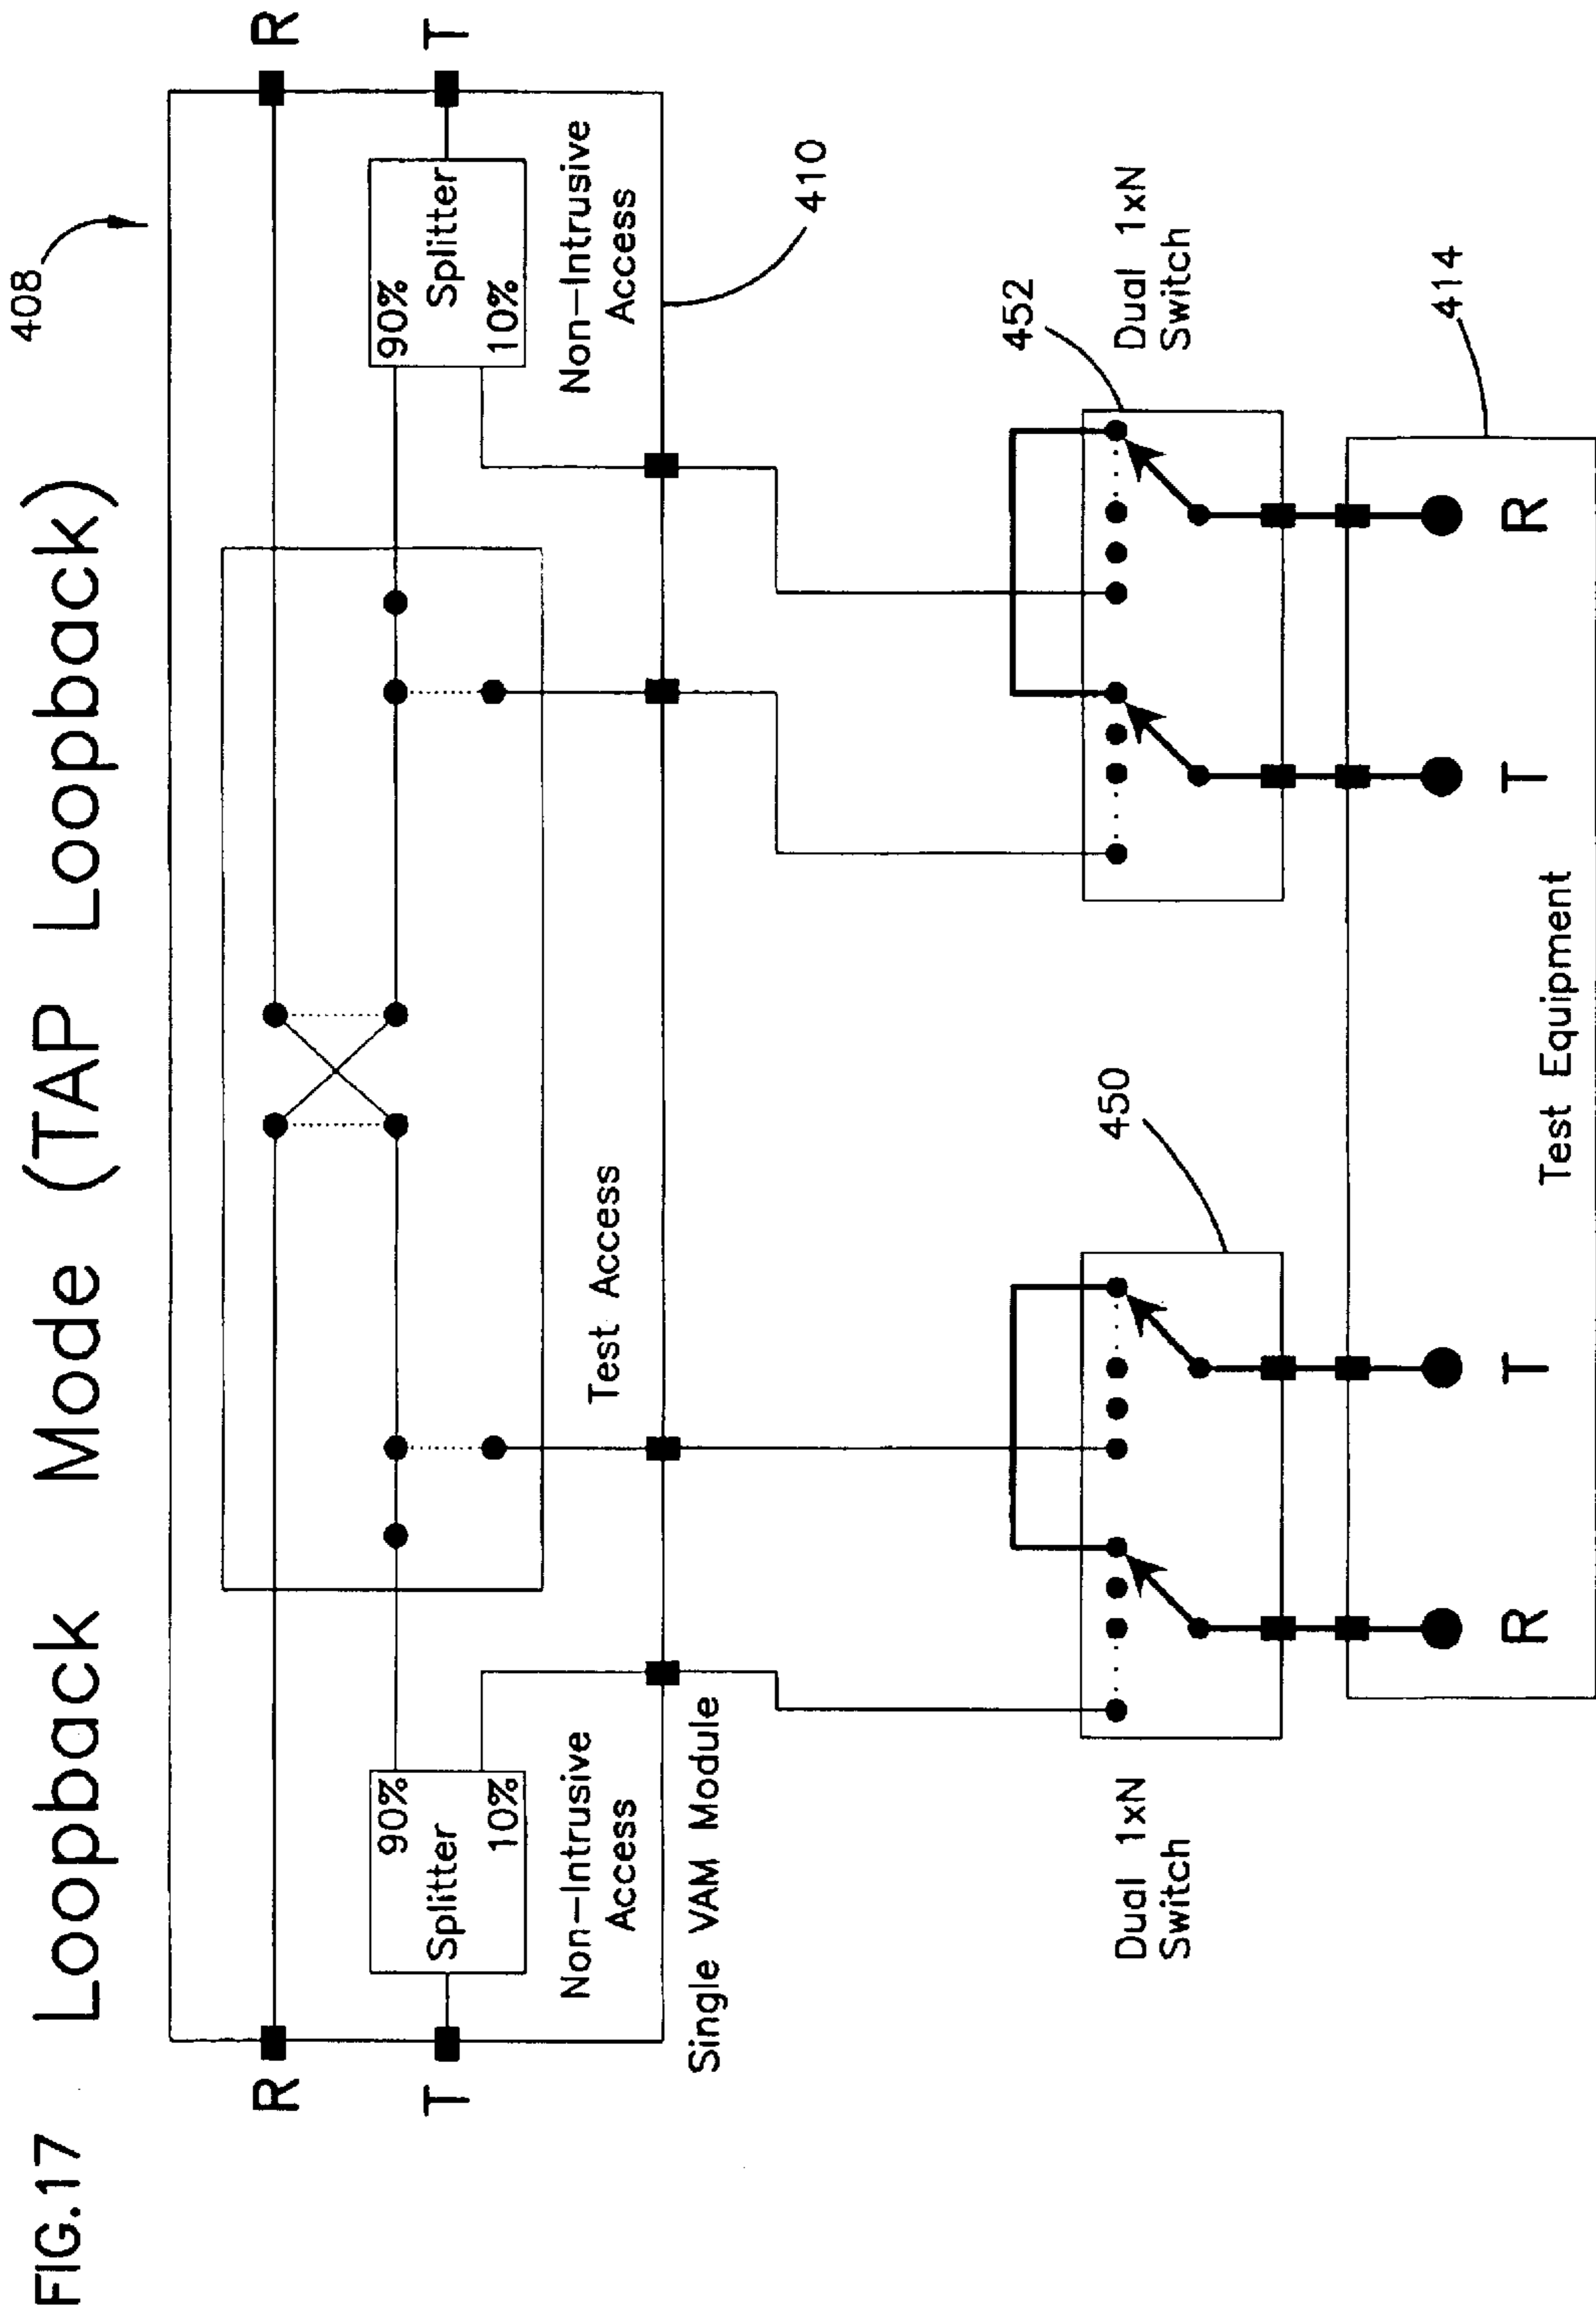 FIG.17 Loopback Mode (TAP Loopback)
408
R
R
T
T
90%
Splitter
10%
90%
Splitter
10%
Non-Intrusive
Access
Test Access
Non-Intrusive
Access
410
Single VAM Module
Dual 1xN
Switch
450
452
Dual 1xN
Switch
414
R
T
T
R
Test Equipment